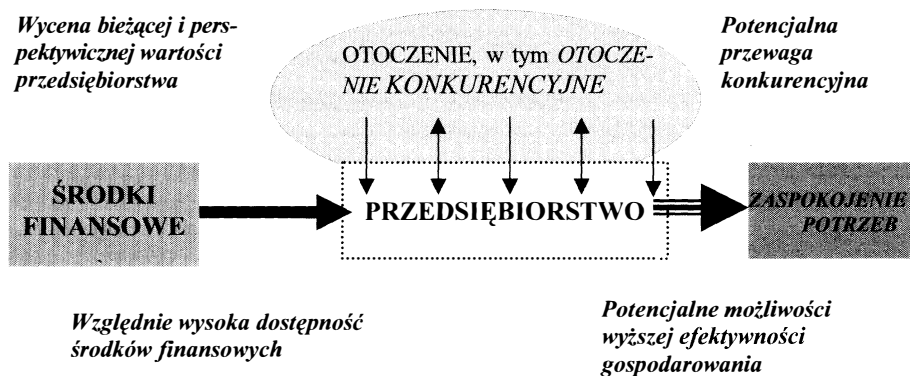 Wycena bieżącej i pers-
pektywicznej wartości
przedsiębiorstwa
OTOCZENIE, w tym OTOCZE-
NIE KONKURENCYJNE
Potencjalna
przewaga
konkurencyjna
ŚRODKI
FINANSOWE
PRZEDSIĘBIORSTWO
ZASPOKOJENIE
POTRZEB
Względnie wysoka dostępność
środków finansowych
Potencjalne możliwości
wyższej efektywności
gospodarowania